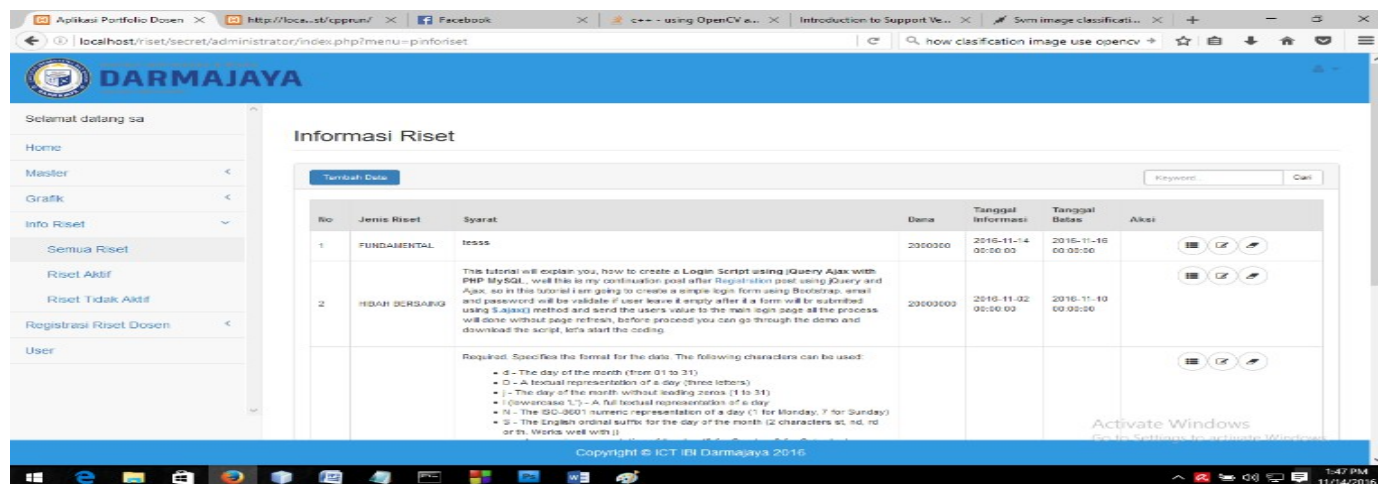 Aplikasi Portfolio Dosen
http://loca...st/cpprun/
Facebook
c++ - using OpenCV a...
Introduction to Support Ve...
Svm image classificati...
localhost/riset/secret/administrator/index.php?menu=pinforiset
how clasification image use opencv
DARMAJAYA
Selamat datang sa
Home
Master
Grafik
Info Riset
Semua Riset
Riset Aktif
Riset Tidak Aktif
Registrasi Riset Dosen
User
Informasi Riset
Tambah Data
Keyword...
Cari
No
Jenis Riset
Syarat
Dana
Tanggal Informasi
Tanggal Batas
Aksi
1
FUNDAMENTAL
tesss
2000000
2016-11-14 00:00:00
2016-11-16 00:00:00
2
HIBAH BERSAING
This tutorial will explain you, how to create a Login Script using jQuery Ajax with
PHP MySQL, , well this is my continuation post after Registration post using jQuery and
Ajax, so in this tutorial i am going to create a simple login form using Bootstrap, email
and password will be validate if user leave it empty after it a form will be submitted
using $.ajax() method and send the users value to the main login page all the process
will done without page refresh, before proceed you can go through the demo and
download the script, let's start the coding.
20000000
2016-11-02 00:00:00
2016-11-10 00:00:00
Required. Specifies the format for the date. The following characters can be used:
d - The day of the month (from 01 to 31)
D - A textual representation of a day (three letters)
j - The day of the month without leading zeros (1 to 31)
l (lowercase 'L') - A full textual representation of a day
N - The ISO-8601 numeric representation of a day (1 for Monday, 7 for Sunday)
S - The English ordinal suffix for the day of the month (2 characters st, nd, rd
or th. Works well with j)
Activate Windows
Go to Settings to activate Windows.
Copyright © ICT IBI Darmajaya 2016
1:47 PM
11/14/2016